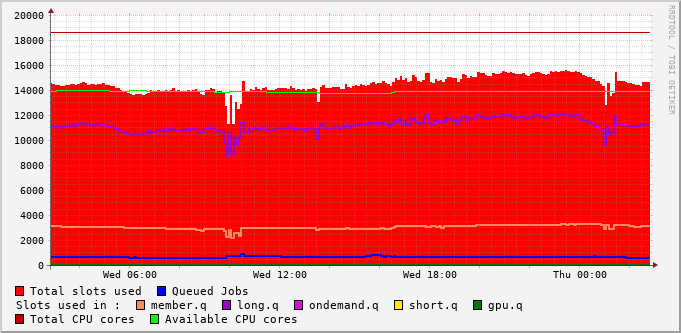 20000
18000
16000
14000
12000
10000
8000
6000
4000
2000
0
Wed 06:00 Wed 12:00 Wed 18:00 Thu 00:00
RRDTOOL / TOBI OETIKER
Total slots used Queued Jobs
Slots used in : member.q long.q ondemand.q short.q gpu.q
Total CPU cores Available CPU cores